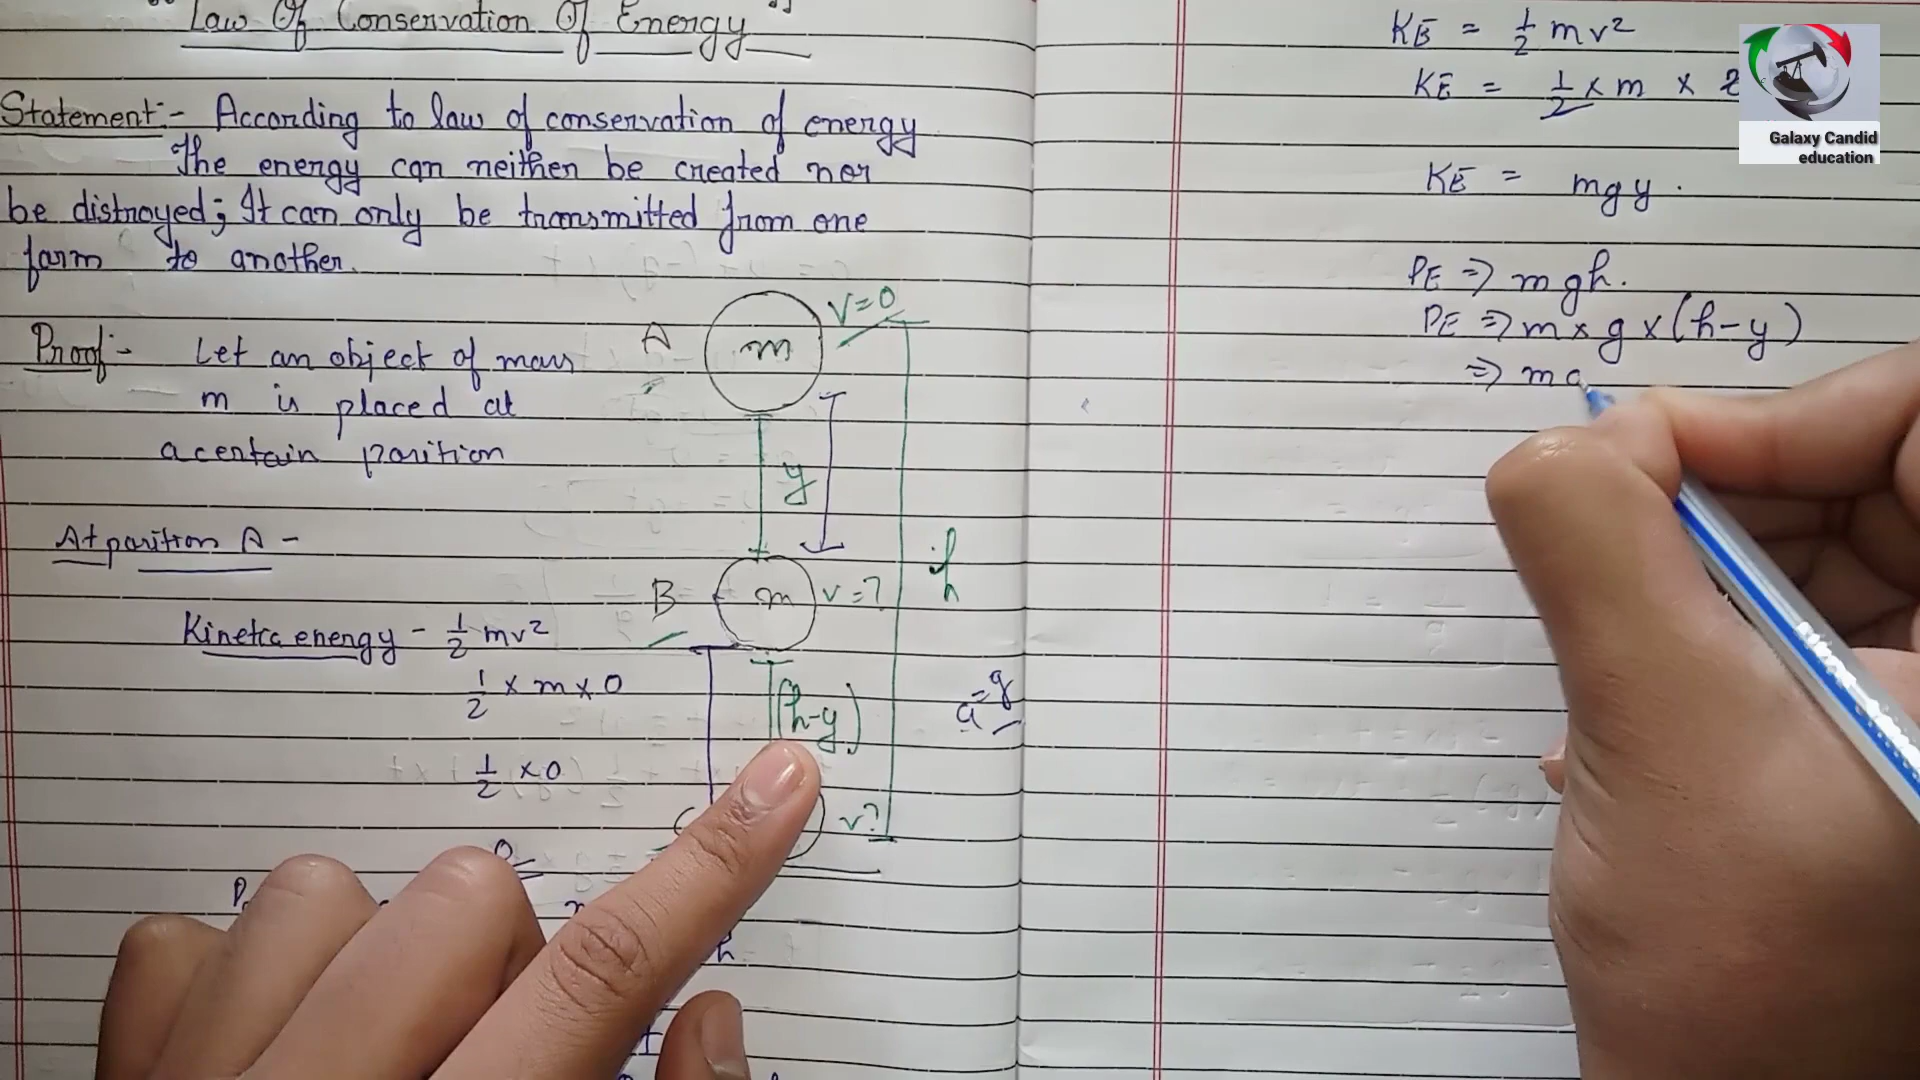 "Law Of Conservation Of Energy"
Statement:- According to law of conservation of energy
The energy can neither be created nor
be distroyed; It can only be transmitted from one
form to another.
Proof:- Let an object of mass
m is placed at
a certain position
At position A -
Kinetic energy - 1/2 mv²
1/2 × m × 0
1/2 × 0
0
A
m
V=0
y
B
m
v=?
h
(h-y)
a=g
v?
h
KE = 1/2 mv²
KE = 1/2 × m × 2
KE = mgy.
PE => mgh.
PE => m × g × (h-y)
=> mg
Galaxy Candid
education